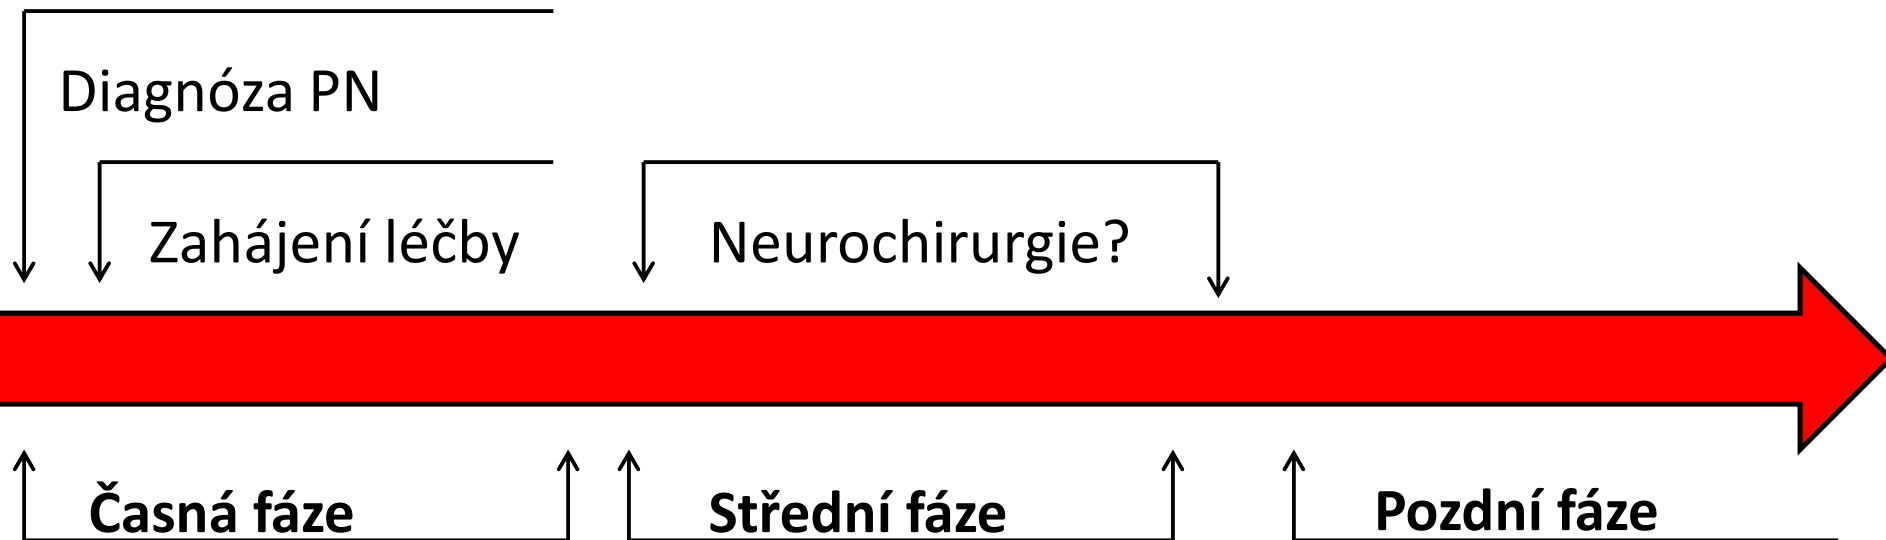 Diagnóza PN
Zahájení léčby
Neurochirurgie?
Časná fáze
Střední fáze
Pozdní fáze